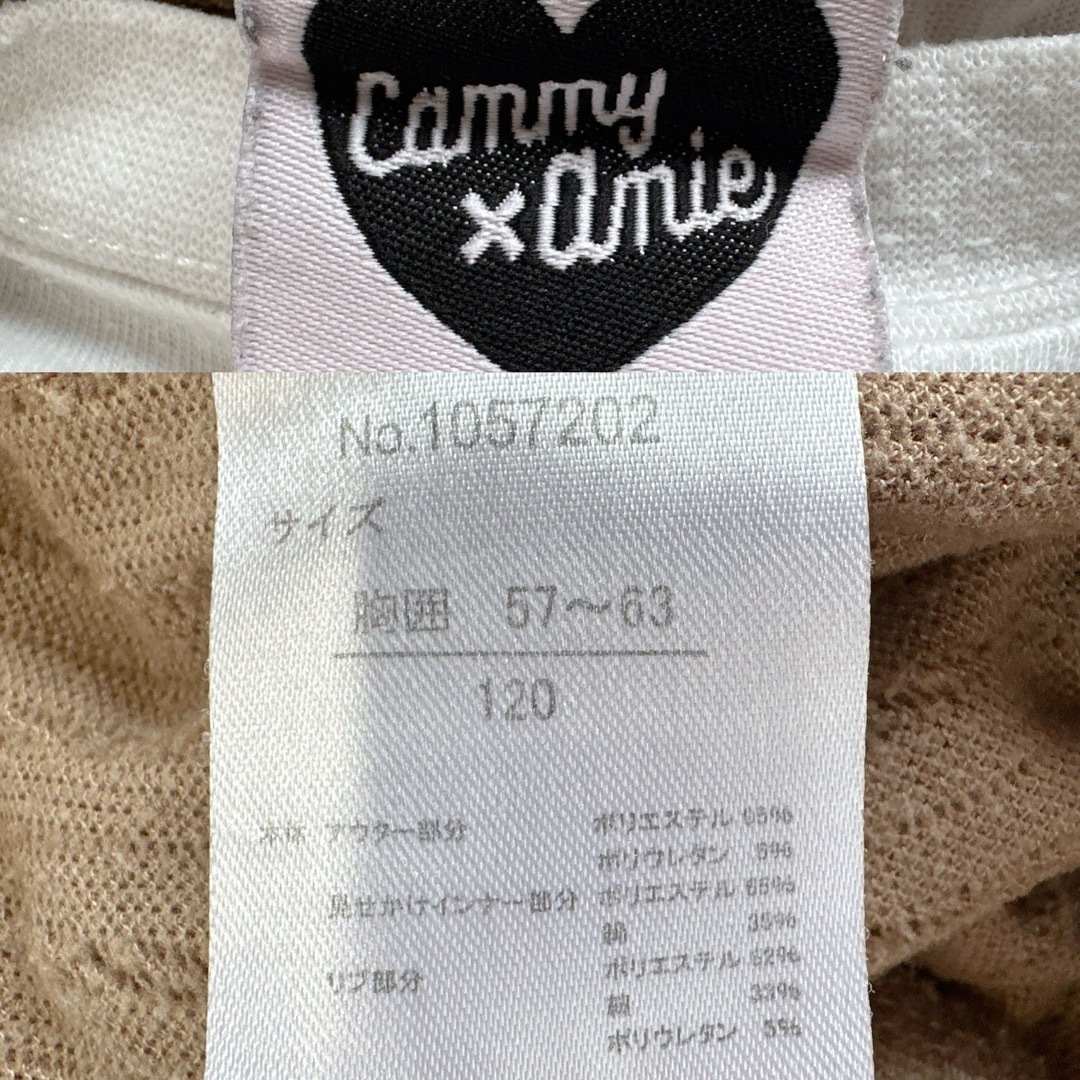 Cammy
×amie
No.1057202
サイズ
胸囲 57〜63
120
本体 アウター部分 ポリエステル 95%
ポリウレタン 5%
見せかけインナー部分 ポリエステル 65%
綿 35%
リブ部分 ポリエステル 62%
綿 33%
ポリウレタン 5%